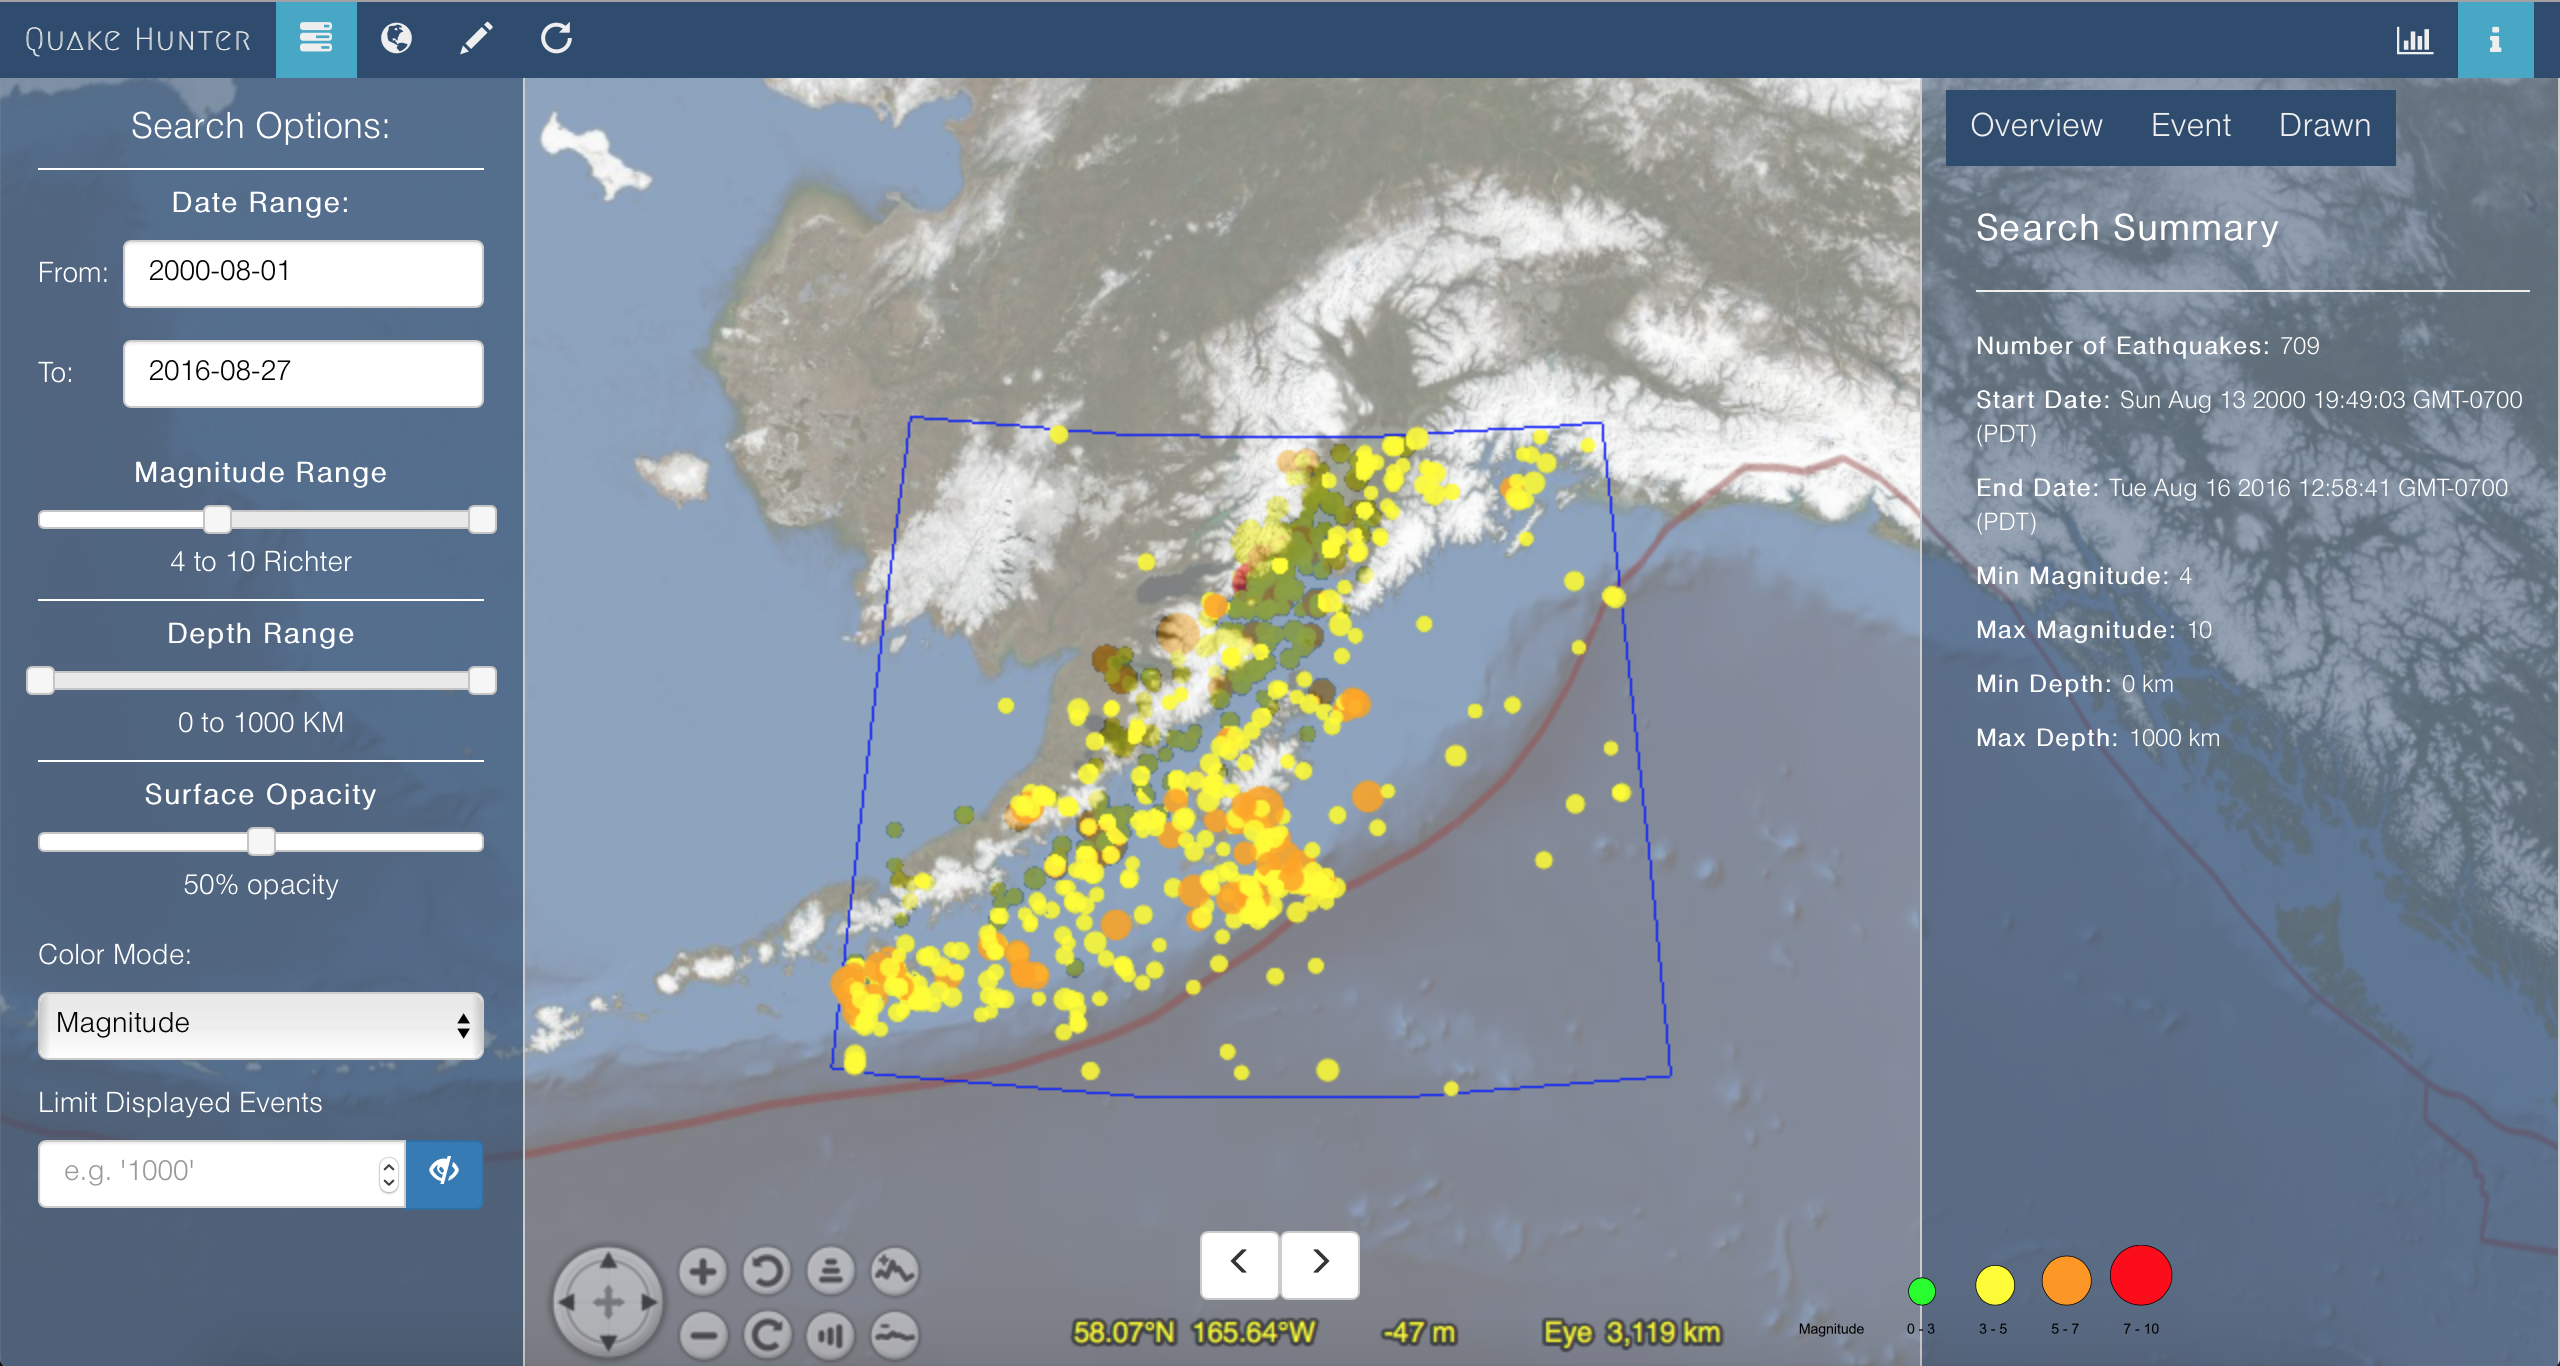 Quake Hunter
Search Options:
Date Range:
From: 2000-08-01
To: 2016-08-27
Magnitude Range
4 to 10 Richter
Depth Range
0 to 1000 KM
Surface Opacity
50% opacity
Color Mode:
Magnitude
Limit Displayed Events
e.g. '1000'
58.07°N 165.64°W -47 m Eye 3,119 km
Overview Event Drawn
Search Summary
Number of Eathquakes: 709
Start Date: Sun Aug 13 2000 19:49:03 GMT-0700
(PDT)
End Date: Tue Aug 16 2016 12:58:41 GMT-0700
(PDT)
Min Magnitude: 4
Max Magnitude: 10
Min Depth: 0 km
Max Depth: 1000 km
Magnitude 0 - 3 3 - 5 5 - 7 7 - 10